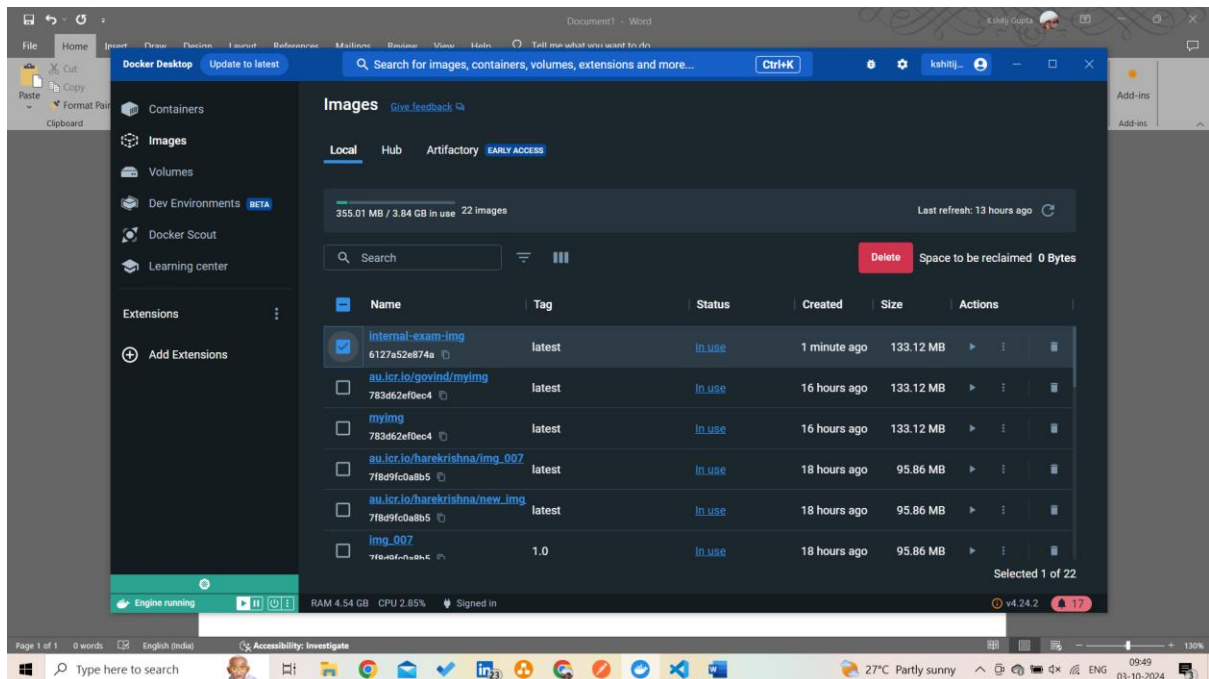 Document1 - Word
Kshitij Gupta
File Home Insert Draw Design Layout References Mailings Review View Help Tell me what you want to do
Cut
Copy
Paste
Format Pain
Clipboard
Add-ins
Add-ins
Docker Desktop Update to latest
Search for images, containers, volumes, extensions and more... Ctrl+K
kshitij_
Containers
Images
Volumes
Dev Environments BETA
Docker Scout
Learning center
Extensions
Add Extensions
Images Give feedback
Local Hub Artifactory EARLY ACCESS
355.01 MB / 3.84 GB in use 22 images
Last refresh: 13 hours ago
Search
Delete Space to be reclaimed 0 Bytes
Name Tag Status Created Size Actions
internal-exam-img
6127a52e874a
latest In use 1 minute ago 133.12 MB
au.icr.io/govind/myimg
783d62ef0ec4
latest In use 16 hours ago 133.12 MB
myimg
783d62ef0ec4
latest In use 16 hours ago 133.12 MB
au.icr.io/harekrishna/img_007
7f8d9fc0a8b5
latest In use 18 hours ago 95.86 MB
au.icr.io/harekrishna/new_img
7f8d9fc0a8b5
latest In use 18 hours ago 95.86 MB
img_007
7f8d9fc0a8b5
1.0 In use 18 hours ago 95.86 MB
Selected 1 of 22
Engine running
RAM 4.54 GB CPU 2.85% Signed in
v4.24.2 17
Page 1 of 1 0 words English (India) Accessibility: Investigate
130%
Type here to search
23
27°C Partly sunny
ENG
09:49
03-10-2024
3